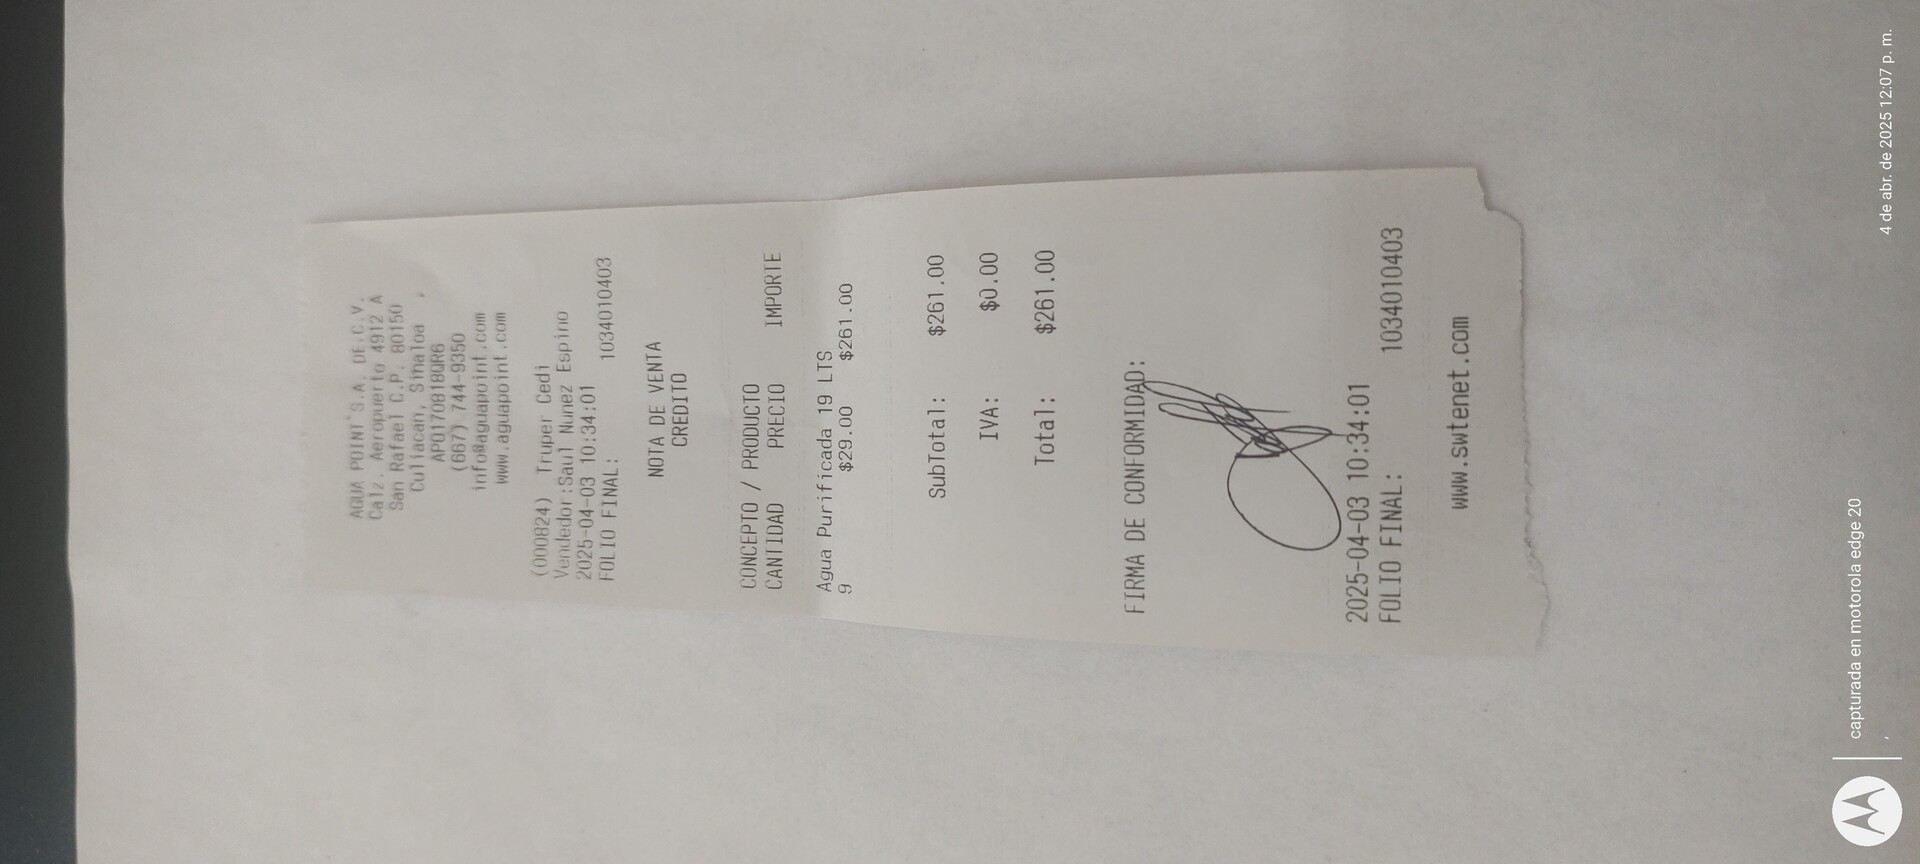 AGUA POINT S.A. DE.C.V.
Calz. Aeropuerto 4912 A
San Rafael C.P. 80150
Culiacan, Sinaloa ,
APO170818QR6
(667) 744-9350
info@aguapoint.com
www.aguapoint.com
(000824) Truper Cedi
Vendedor:Saul Nunez Espino
2025-04-03 10:34:01
FOLIO FINAL: 1034010403
NOTA DE VENTA
CREDITO
CONCEPTO / PRODUCTO
CANTIDAD PRECIO IMPORTE
Agua Purificada 19 LTS
9 $29.00 $261.00
SubTotal: $261.00
IVA: $0.00
Total: $261.00
FIRMA DE CONFORMIDAD:
2025-04-03 10:34:01
FOLIO FINAL: 1034010403
www.swtenet.com
capturada en motorola edge 20
,
4 de abr. de 2025 12:07 p. m.